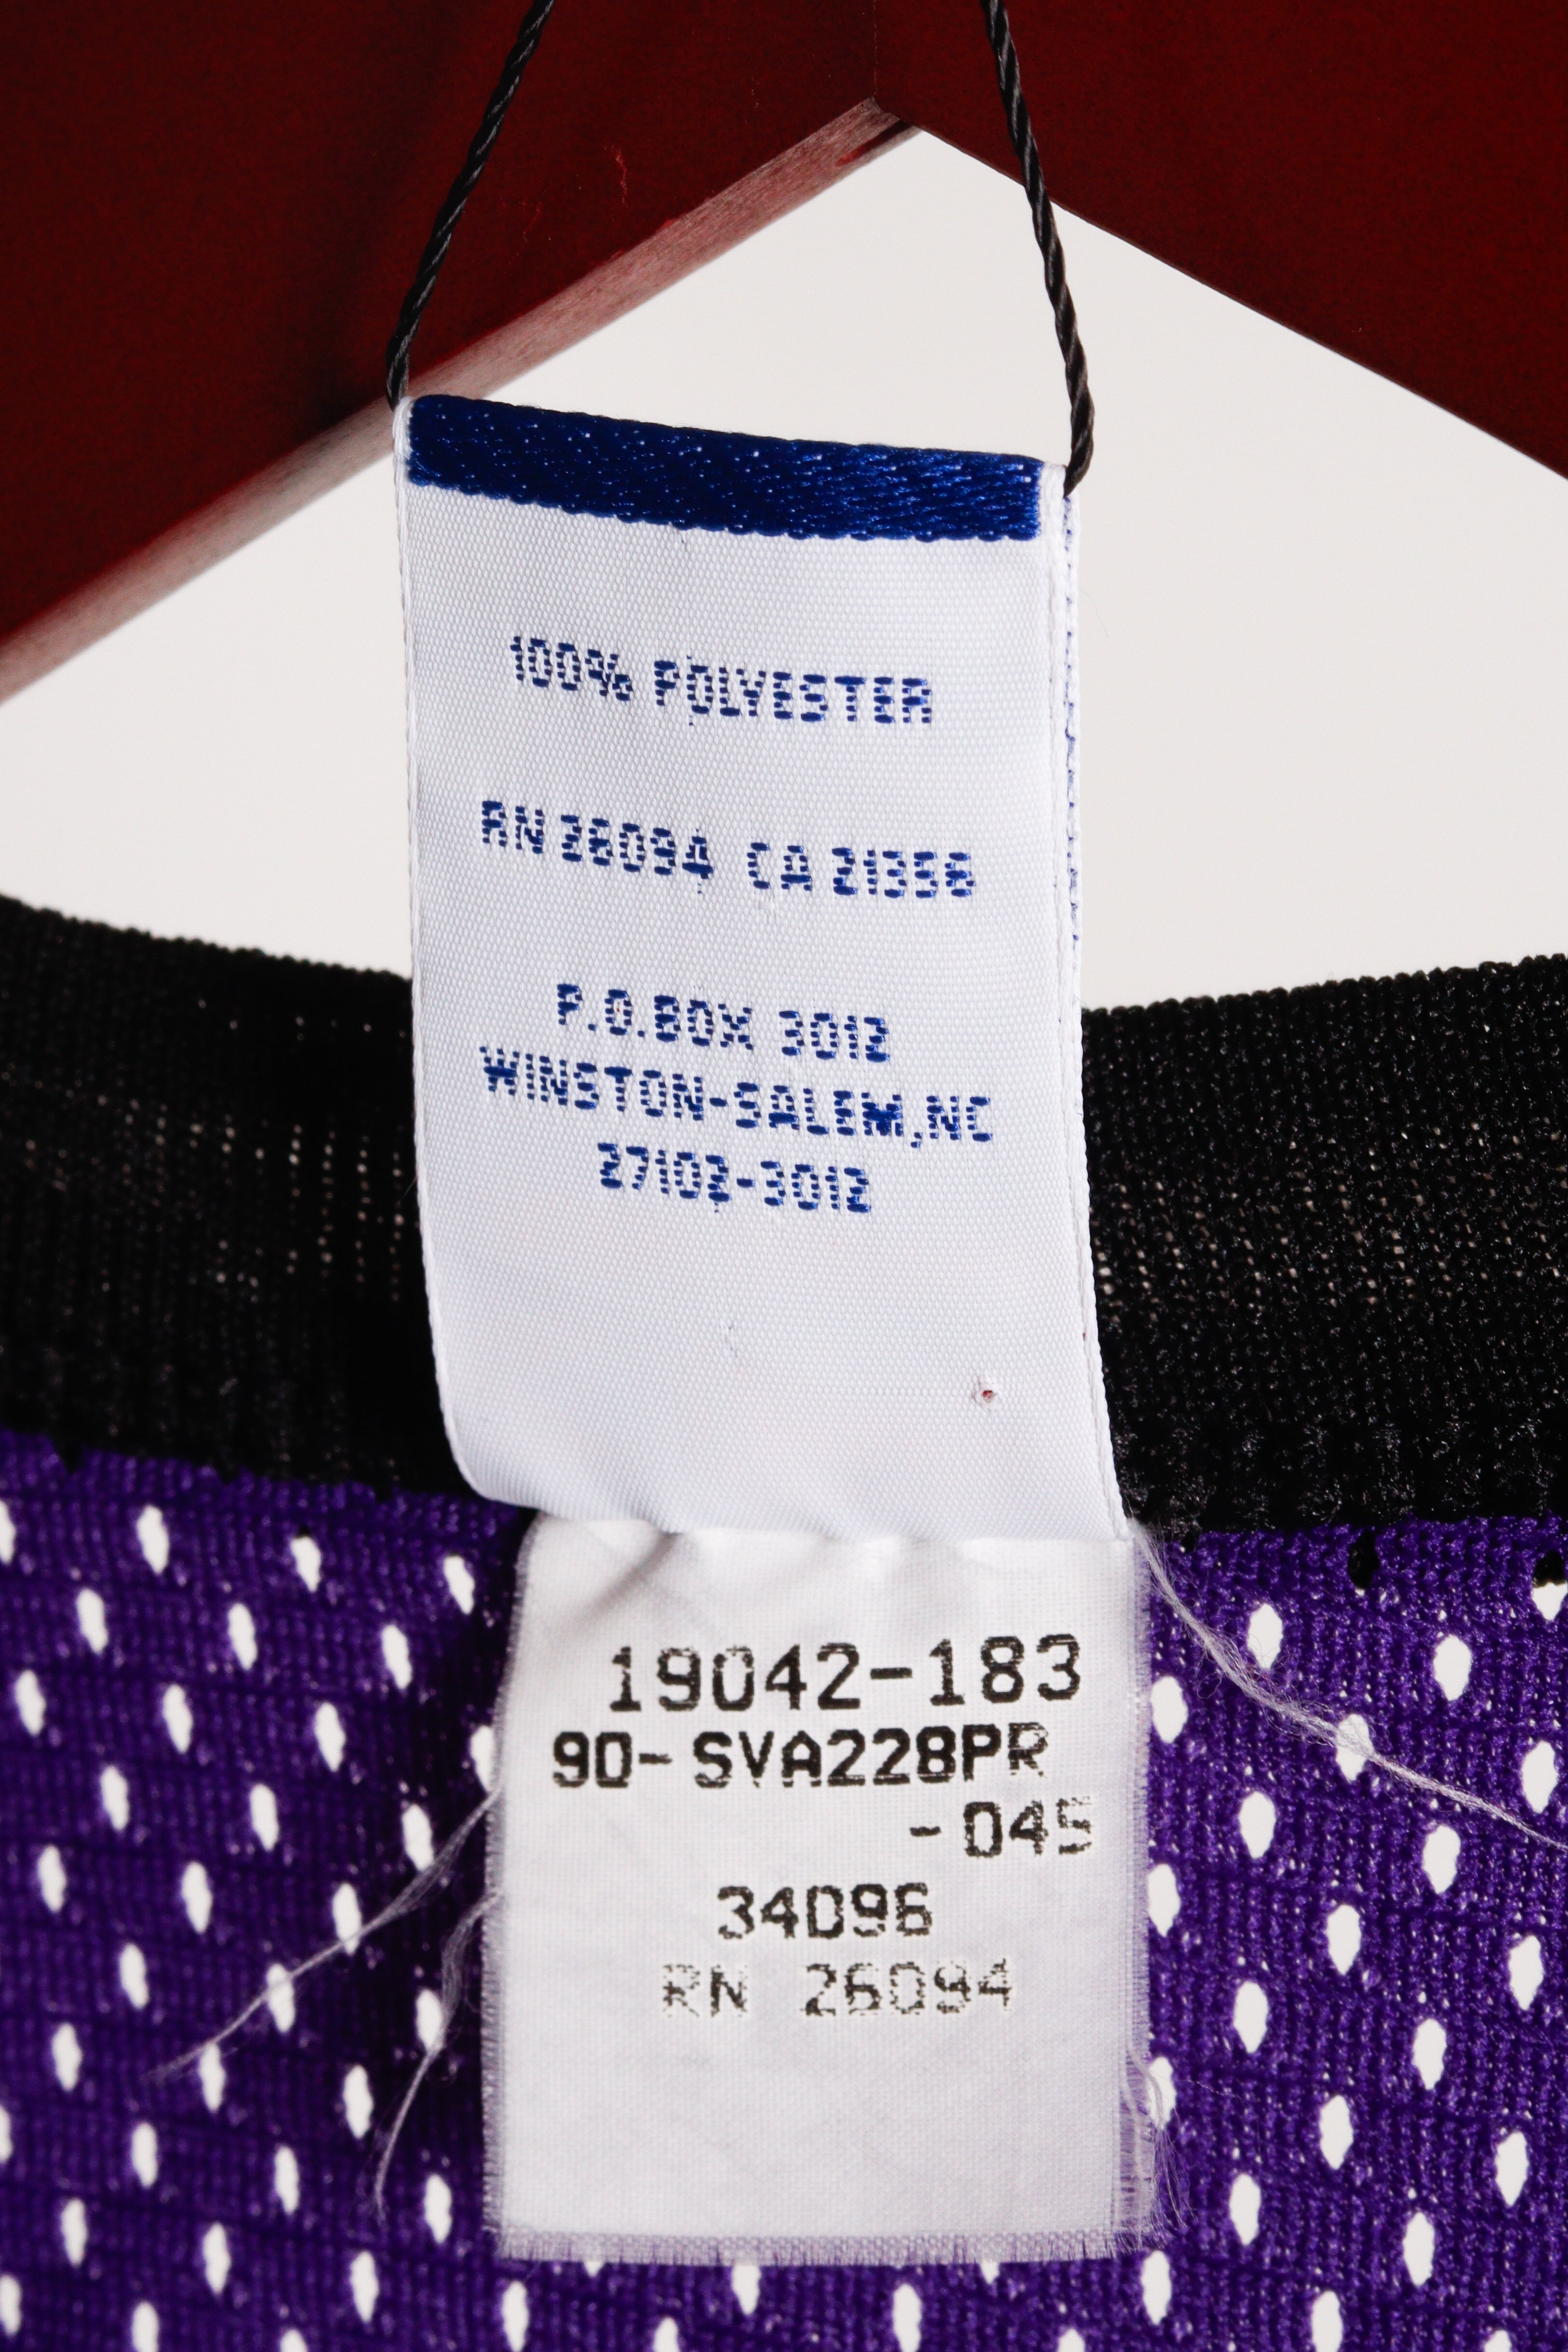 100% POLYESTER
RN 26094 CA 21356
P.O.BOX 3012
WINSTON-SALEM,NC
27102-3012
19042-183
90-SVA228PR
-045
34096
RN 26094